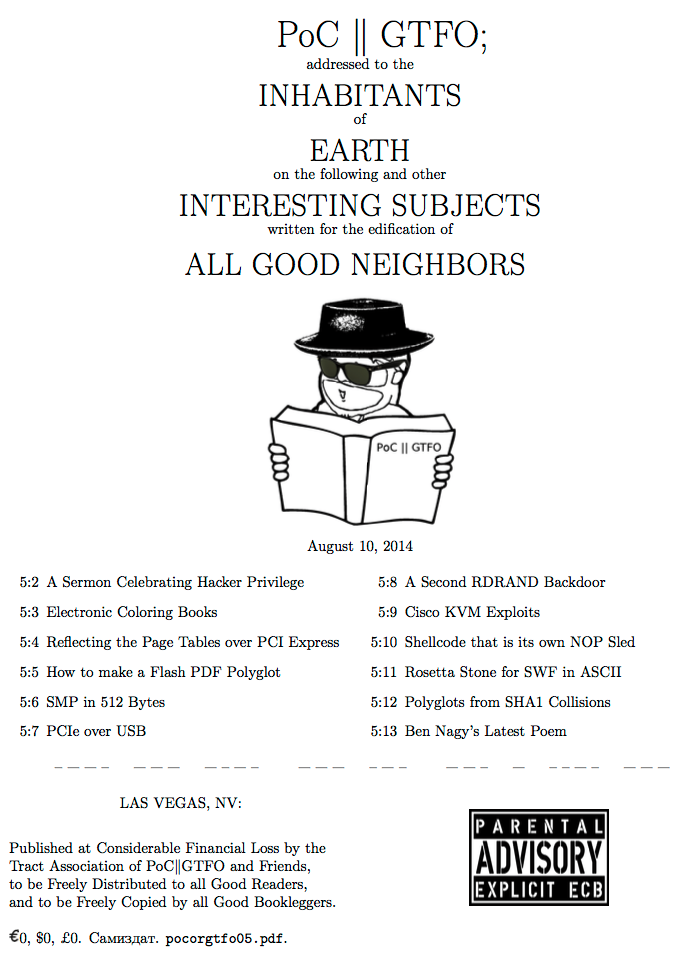 PoC || GTFO;
addressed to the
INHABITANTS
of
EARTH
on the following and other
INTERESTING SUBJECTS
written for the edification of
ALL GOOD NEIGHBORS
PoC || GTFO
August 10, 2014
5:2 A Sermon Celebrating Hacker Privilege
5:3 Electronic Coloring Books
5:4 Reflecting the Page Tables over PCI Express
5:5 How to make a Flash PDF Polyglot
5:6 SMP in 512 Bytes
5:7 PCIe over USB
5:8 A Second RDRAND Backdoor
5:9 Cisco KVM Exploits
5:10 Shellcode that is its own NOP Sled
5:11 Rosetta Stone for SWF in ASCII
5:12 Polyglots from SHA1 Collisions
5:13 Ben Nagy's Latest Poem
LAS VEGAS, NV:
Published at Considerable Financial Loss by the
Tract Association of PoC||GTFO and Friends,
to be Freely Distributed to all Good Readers,
and to be Freely Copied by all Good Bookleggers.
€0, $0, £0. Самиздат. pocorgtfo05.pdf.
PARENTAL
ADVISORY
EXPLICIT ECB